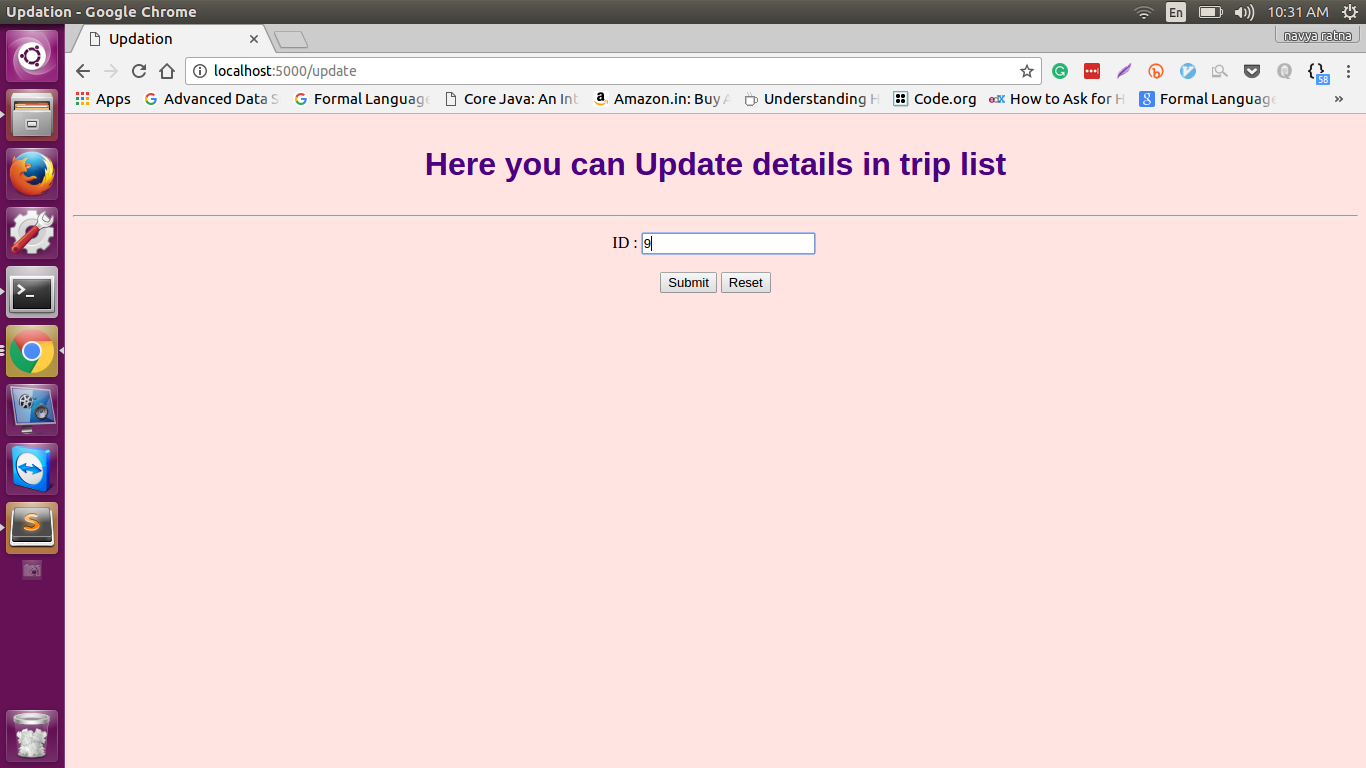 Updation - Google Chrome
En
10:31 AM
Updation
navya ratna
localhost:5000/update
58
Apps
Advanced Data S
Formal Language
Core Java: An Int
Amazon.in: Buy A
Understanding H
Code.org
edX
How to Ask for H
Formal Language
Here you can Update details in trip list
ID : 9
Submit Reset